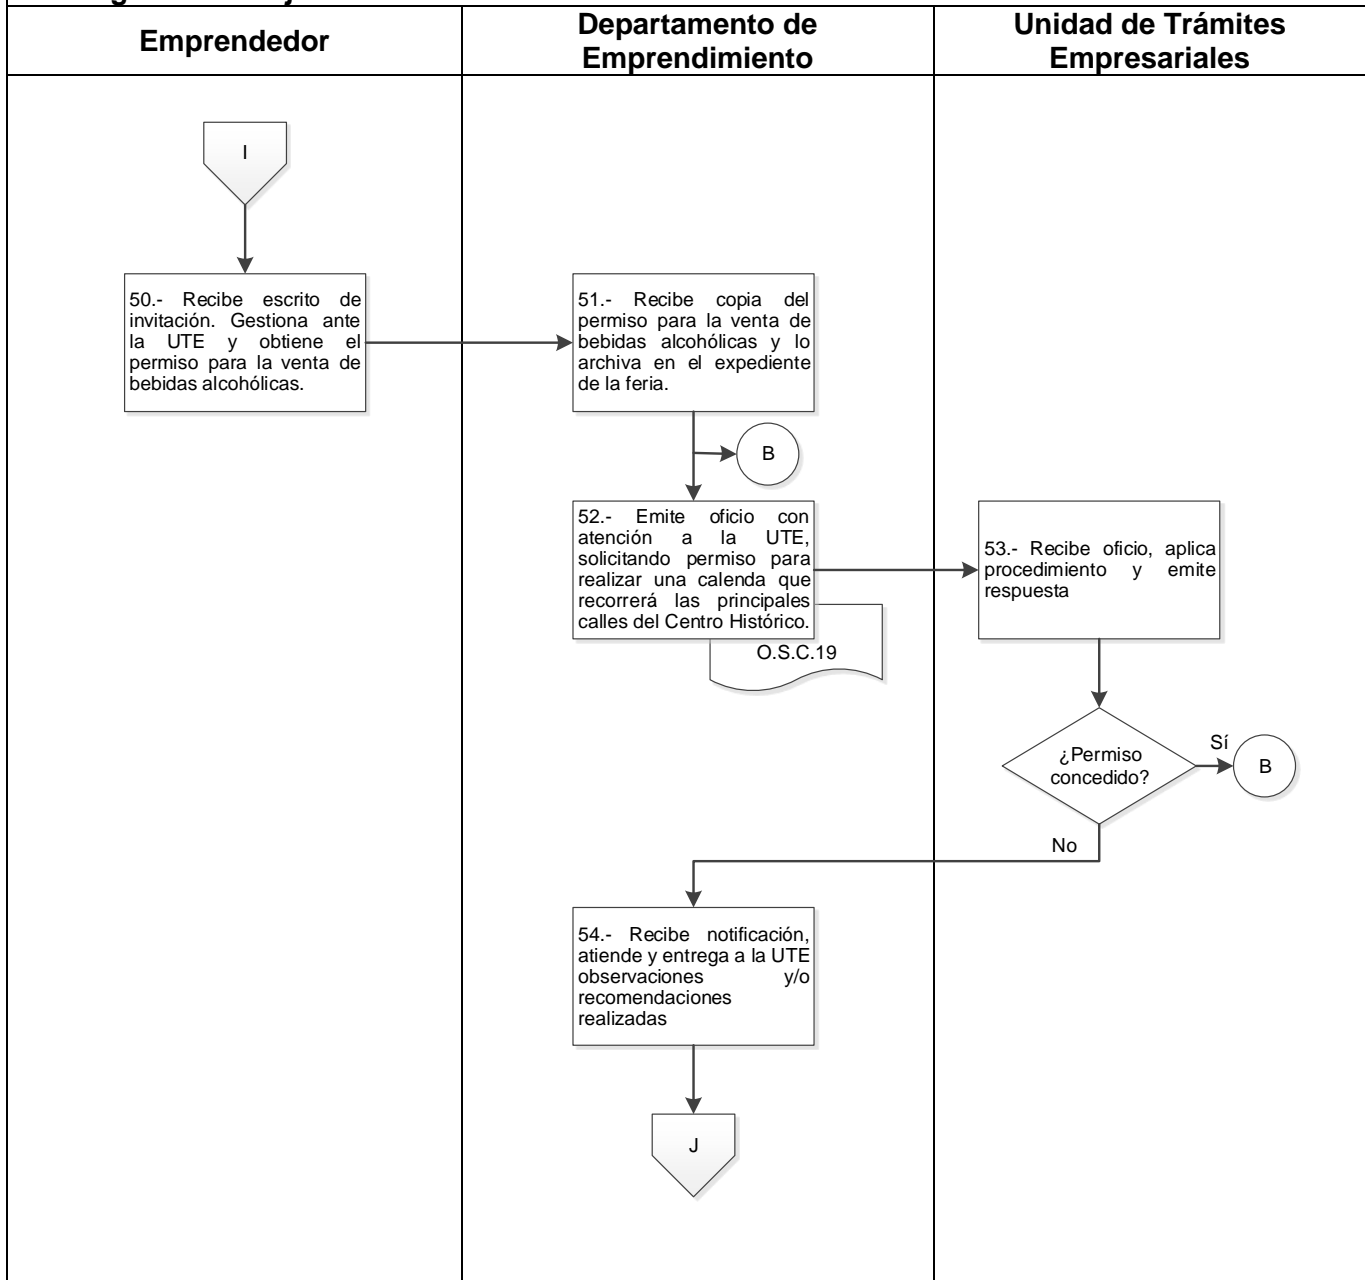 Emprendedor
Departamento de
Emprendimiento
Unidad de Trámites
Empresariales
I
50.- Recibe escrito de
invitación. Gestiona ante
la UTE y obtiene el
permiso para la venta de
bebidas alcohólicas.
51.- Recibe copia del
permiso para la venta de
bebidas alcohólicas y lo
archiva en el expediente
de la feria.
B
52.- Emite oficio con
atención a la UTE,
solicitando permiso para
realizar una calenda que
recorrerá las principales
calles del Centro Histórico.
O.S.C.19
53.- Recibe oficio, aplica
procedimiento y emite
respuesta
¿Permiso
concedido?
Sí
B
No
54.- Recibe notificación,
atiende y entrega a la UTE
observaciones y/o
recomendaciones
realizadas
J